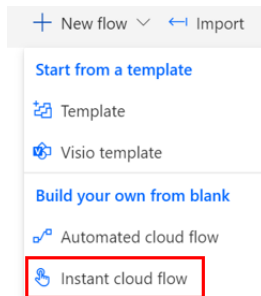 New flow Import
Start from a template
Template
Visio template
Build your own from blank
Automated cloud flow
Instant cloud flow